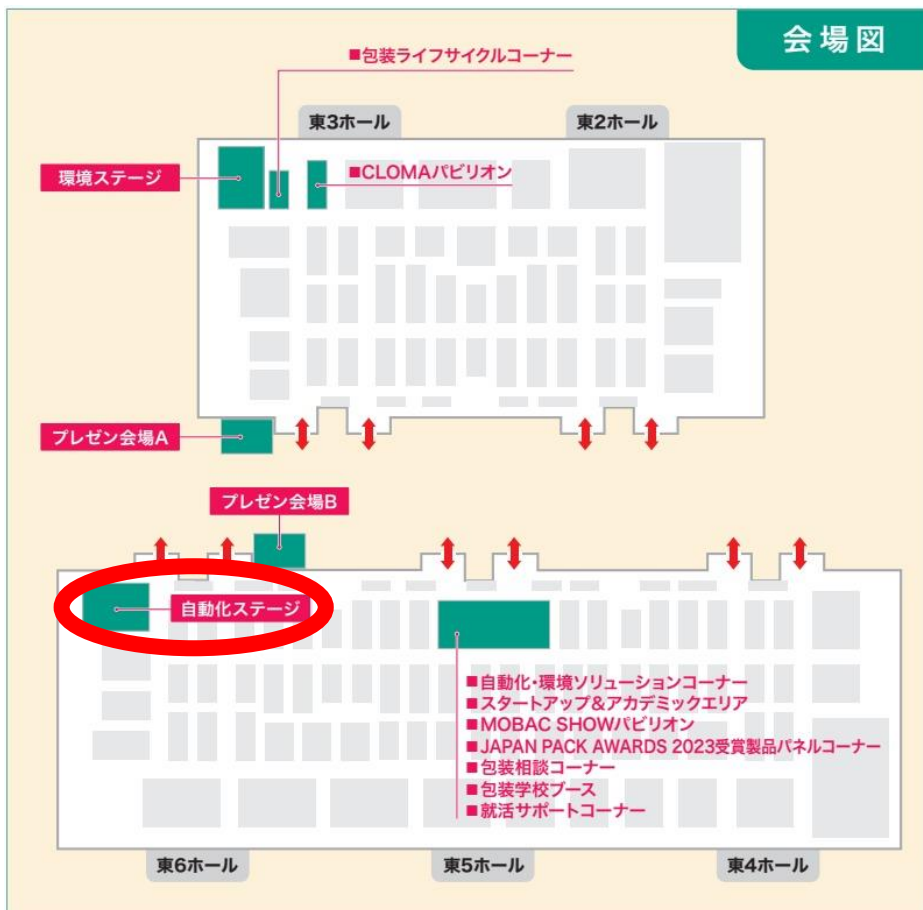 会場図
■包装ライフサイクルコーナー
東3ホール
東2ホール
環境ステージ
■CLOMAパビリオン
プレゼン会場A
プレゼン会場B
自動化ステージ
■自動化・環境ソリューションコーナー
■スタートアップ&アカデミックエリア
■MOBAC SHOWパビリオン
■JAPAN PACK AWARDS 2023受賞製品パネルコーナー
■包装相談コーナー
■包装学校ブース
■就活サポートコーナー
東6ホール
東5ホール
東4ホール